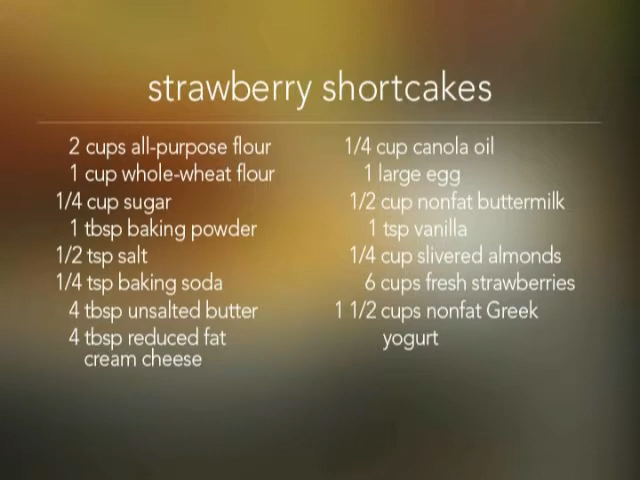 strawberry shortcakes
2 cups all-purpose flour
1 cup whole-wheat flour
1/4 cup sugar
1 tbsp baking powder
1/2 tsp salt
1/4 tsp baking soda
4 tbsp unsalted butter
4 tbsp reduced fat
cream cheese
1/4 cup canola oil
1 large egg
1/2 cup nonfat buttermilk
1 tsp vanilla
1/4 cup slivered almonds
6 cups fresh strawberries
1 1/2 cups nonfat Greek
yogurt